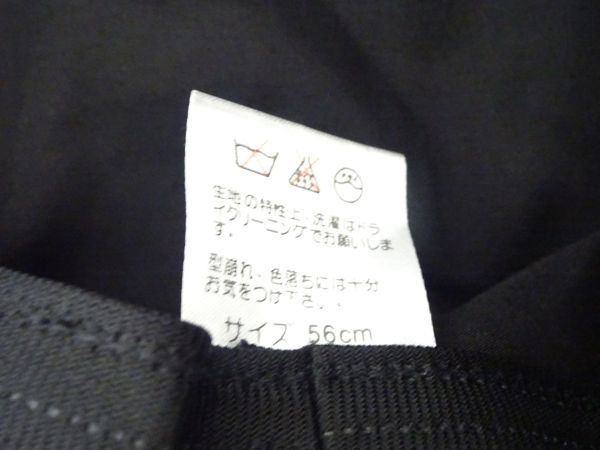 生地の特性上、洗濯はドラ
イクリーニングでお願いしま
す。
型崩れ、色落ちには十分
お気をつけ下さい。
サイズ 56cm